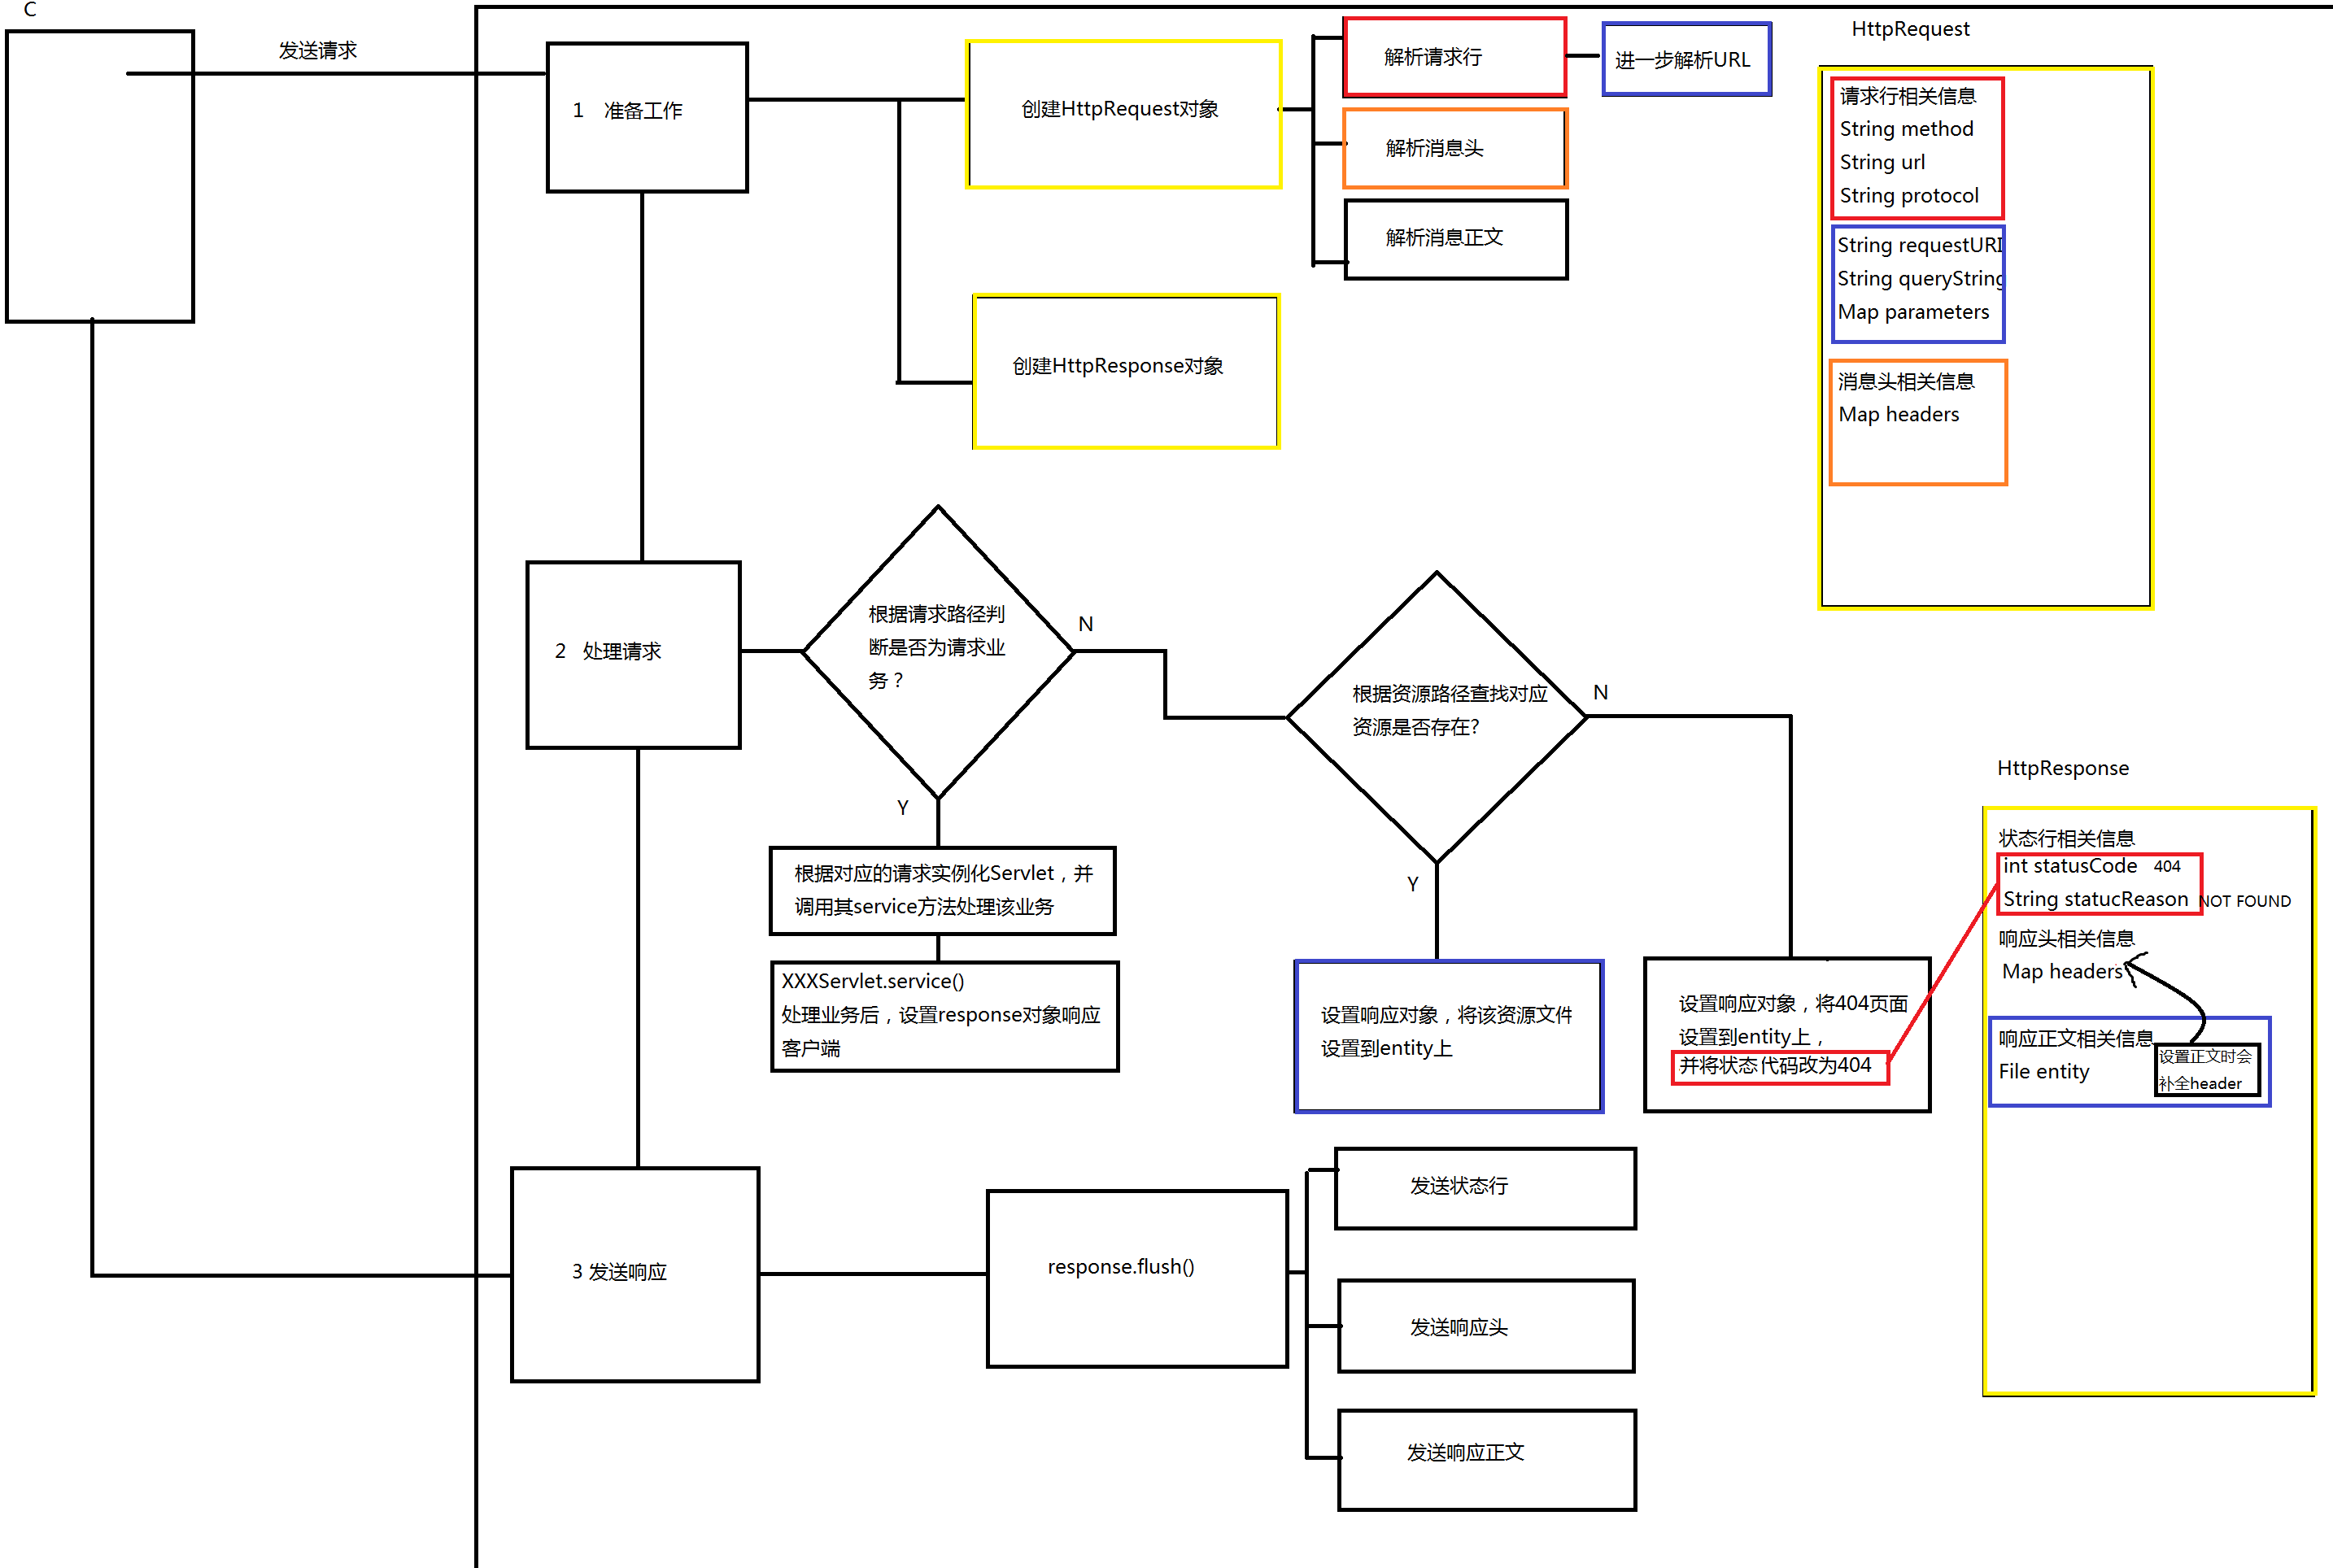 C
发送请求
1 准备工作
创建HttpRequest对象
解析请求行
进一步解析URL
解析消息头
解析消息正文
创建HttpResponse对象
HttpRequest
请求行相关信息
String method
String url
String protocol
String requestURI
String queryString
Map parameters
消息头相关信息
Map headers
2 处理请求
根据请求路径判
断是否为请求业
务？
N
Y
根据对应的请求实例化Servlet，并
调用其service方法处理该业务
XXXServlet.service()
处理业务后，设置response对象响应
客户端
根据资源路径查找对应
资源是否存在?
N
Y
设置响应对象，将该资源文件
设置到entity上
设置响应对象，将404页面
设置到entity上，
并将状态代码改为404
HttpResponse
状态行相关信息
int statusCode 404
String statucReason NOT FOUND
响应头相关信息
Map headers
响应正文相关信息
File entity
设置正文时会
补全header
3 发送响应
response.flush()
发送状态行
发送响应头
发送响应正文